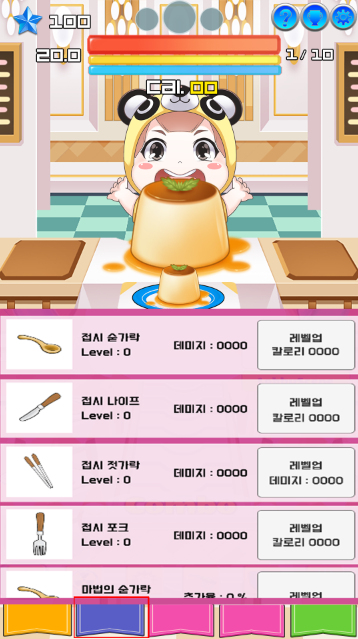 100
20.0
1 / 10
Cal. 00
접시 숟가락
Level : 0
데미지 : 0000
레벨업
칼로리 0000
접시 나이프
Level : 0
데미지 : 0000
레벨업
칼로리 0000
접시 젓가락
Level : 0
데미지 : 0000
레벨업
데미지 : 0000
접시 포크
Level : 0
데미지 : 0000
레벨업
칼로리 0000
마법의 숟가락
추가율 : 0 %
레벨업